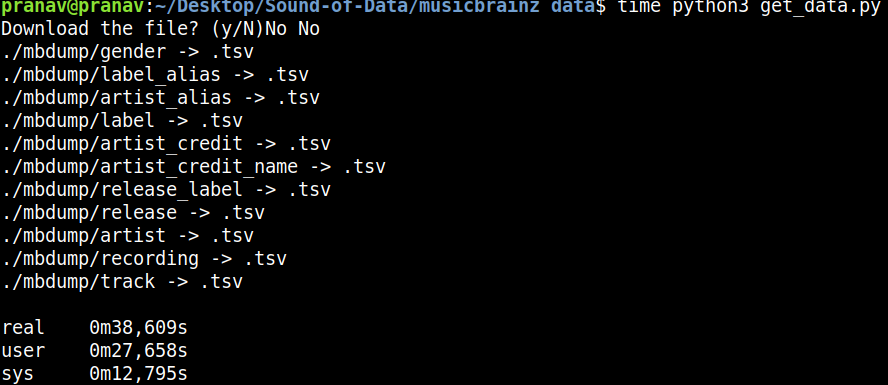 pranav@pranav:~/Desktop/Sound-of-Data/musicbrainz data$ time python3 get_data.py
Download the file? (y/N)No No
./mbdump/gender -> .tsv
./mbdump/label_alias -> .tsv
./mbdump/artist_alias -> .tsv
./mbdump/label -> .tsv
./mbdump/artist_credit -> .tsv
./mbdump/artist_credit_name -> .tsv
./mbdump/release_label -> .tsv
./mbdump/release -> .tsv
./mbdump/artist -> .tsv
./mbdump/recording -> .tsv
./mbdump/track -> .tsv
real 0m38,609s
user 0m27,658s
sys 0m12,795s